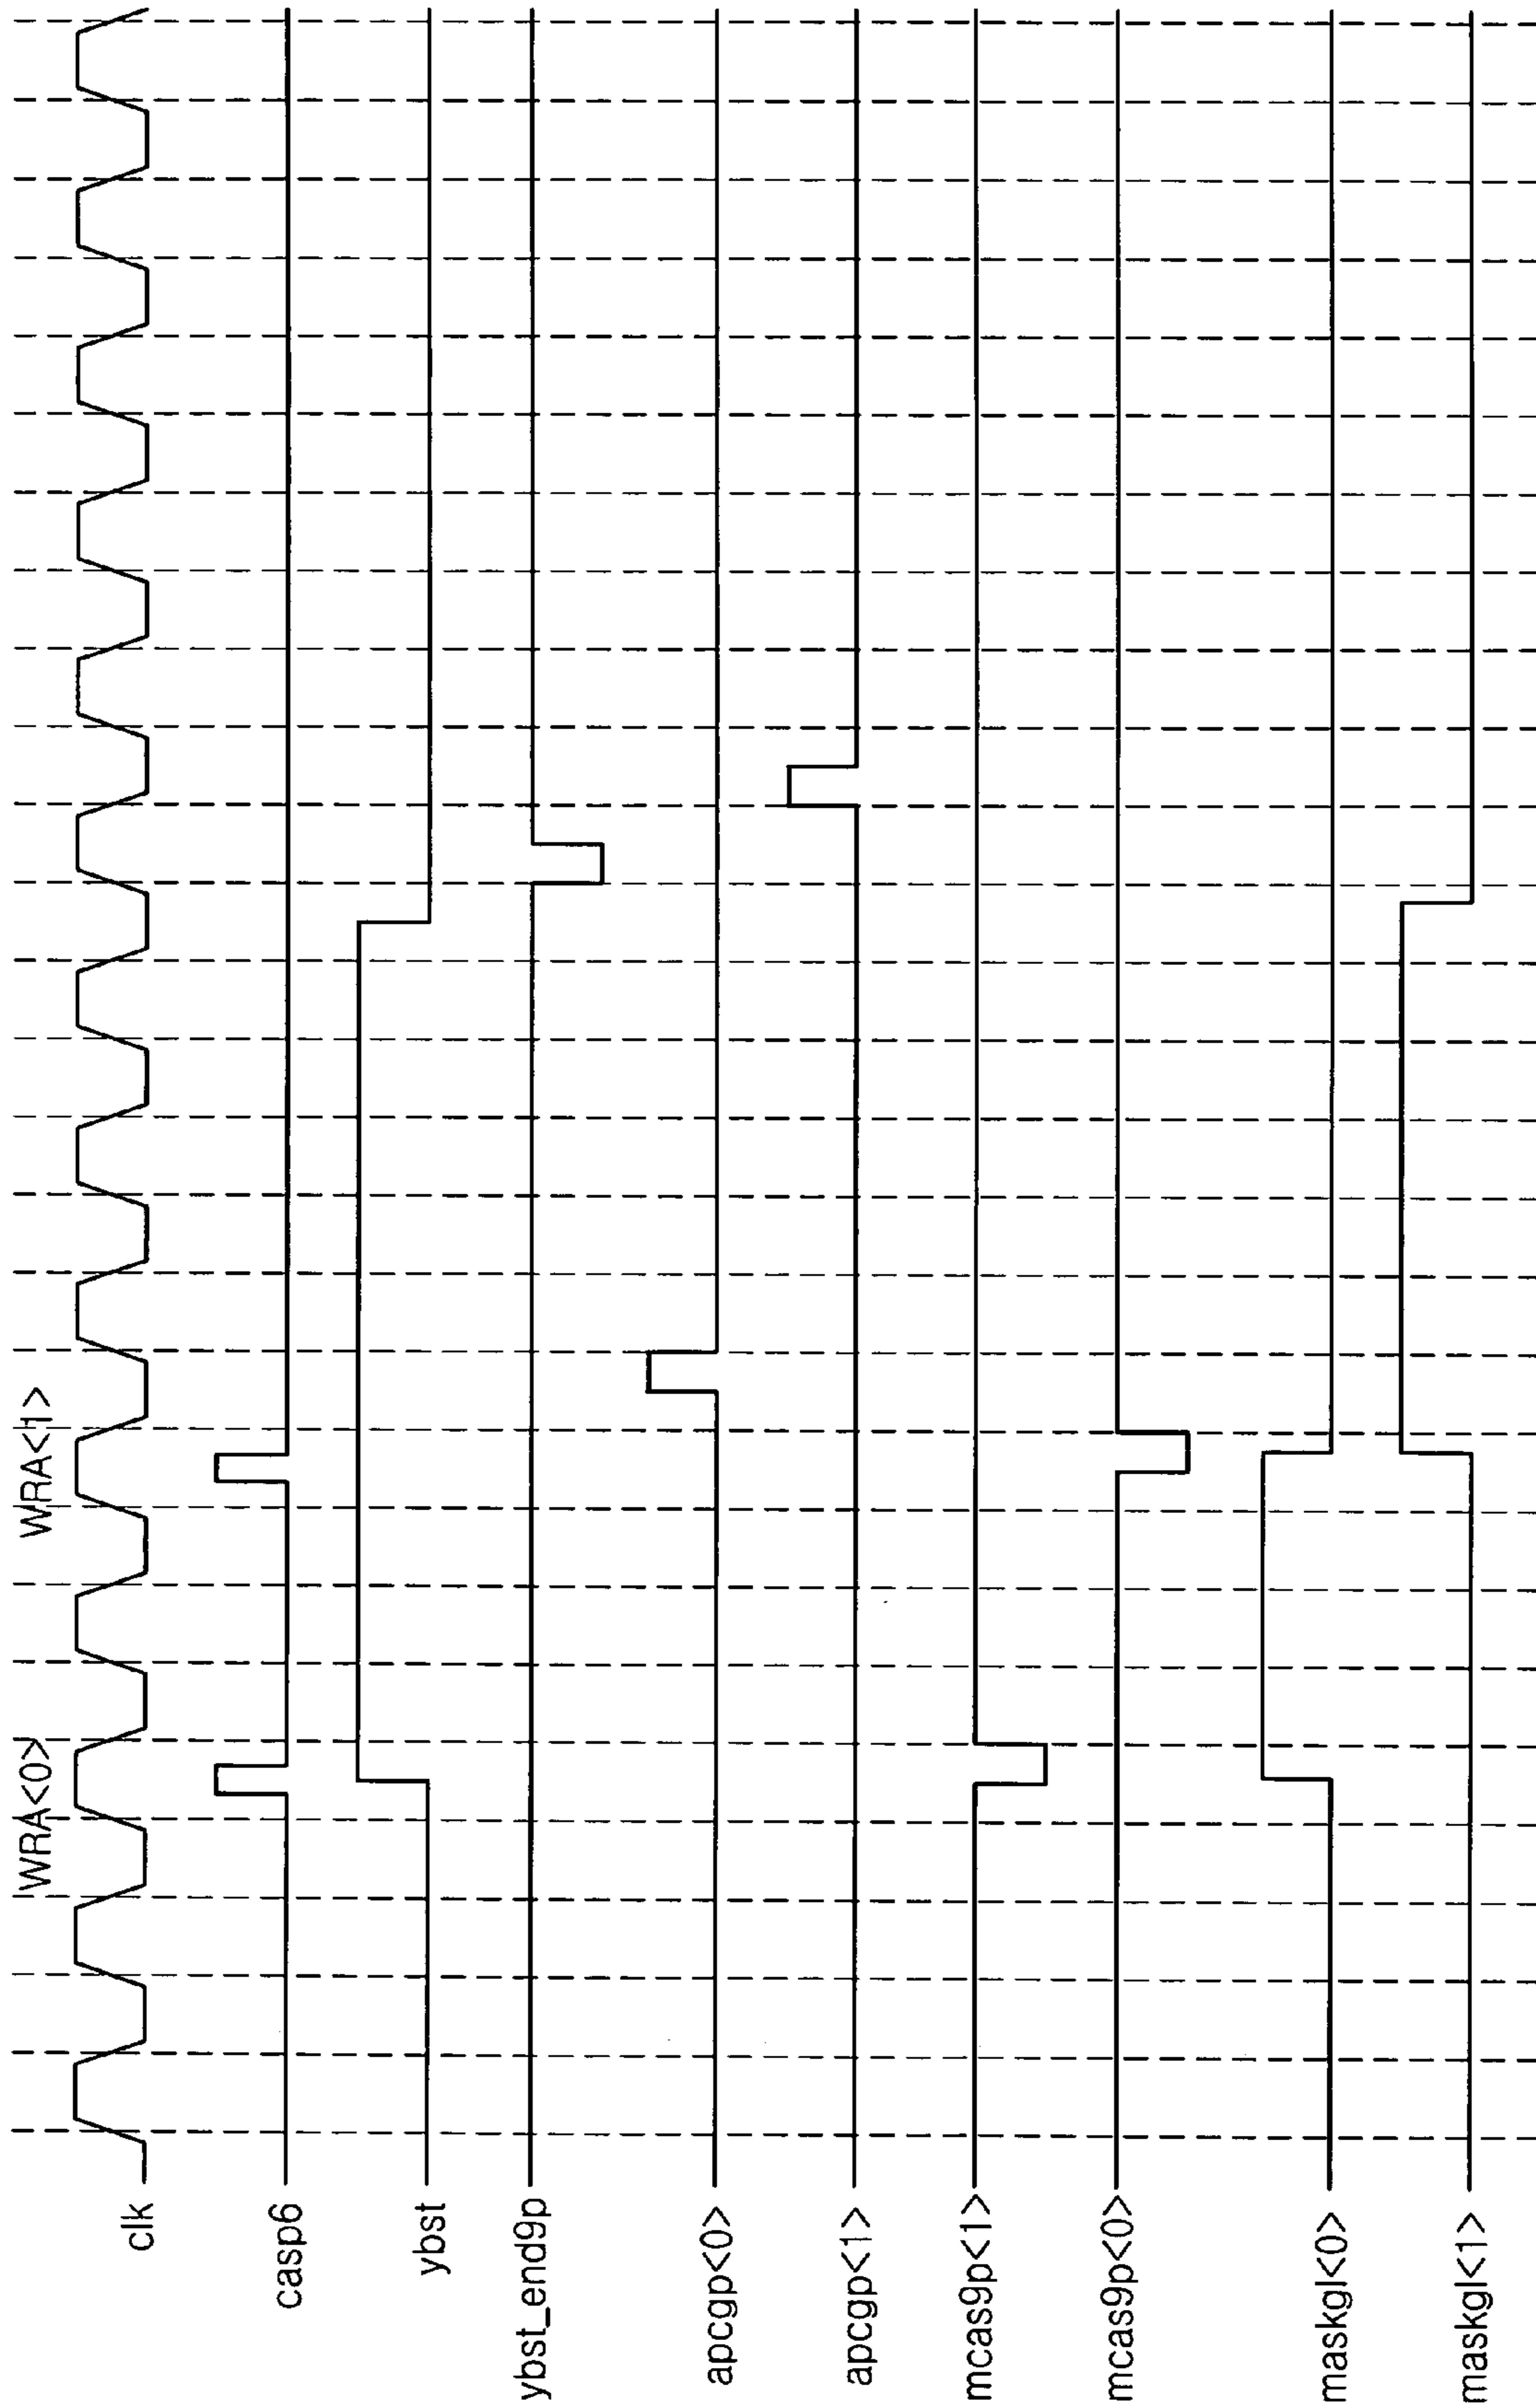 WRA<0>
WRA<1>
clk
casp6
ybst
ybst_end9p
apcgp<0>
apcgp<1>
mcas9p<1>
mcas9p<0>
maskgl<0>
maskgl<1>